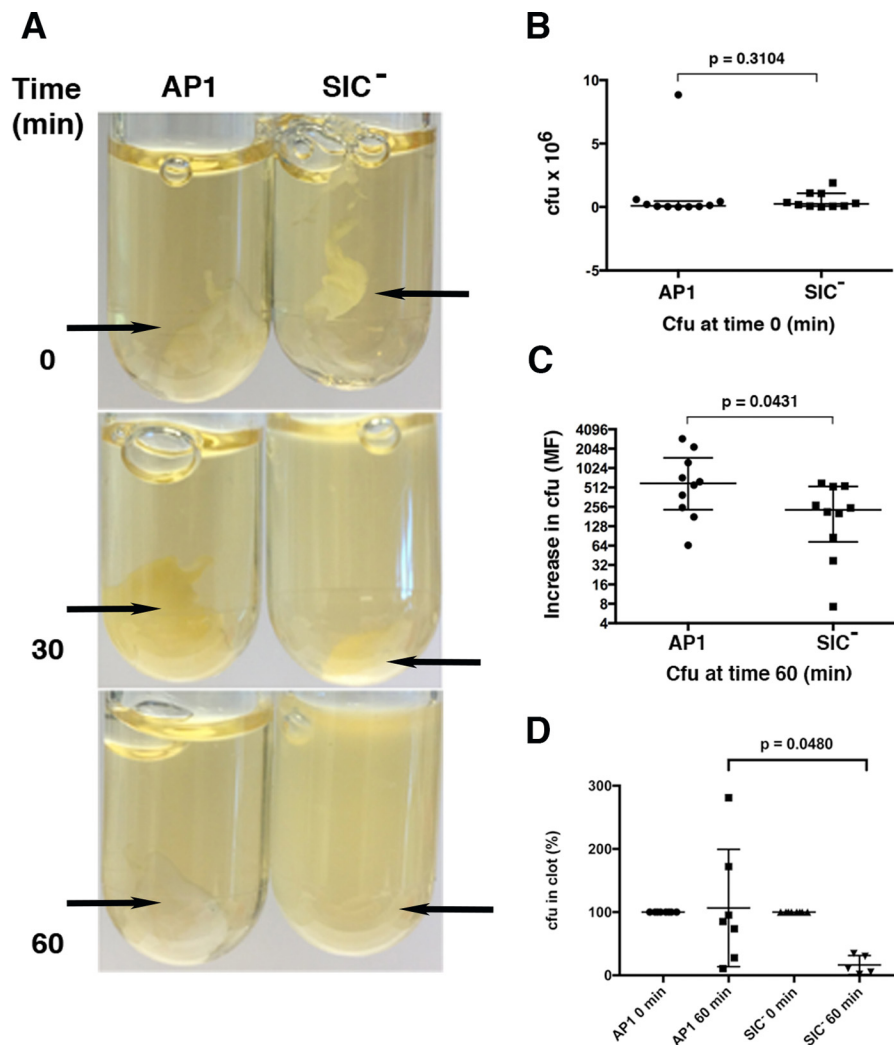 A
Time
(min)
AP1
SIC-
0
30
60
B
p = 0.3104
cfu x 10^6
10
5
0
-5
AP1
SIC-
Cfu at time 0 (min)
C
p = 0.0431
Increase in cfu (MF)
4096
2048
1024
512
256
128
64
32
16
8
4
AP1
SIC-
Cfu at time 60 (min)
D
p = 0.0480
cfu in clot (%)
300
200
100
0
AP1 0 min
AP1 60 min
SIC- 0 min
SIC- 60 min